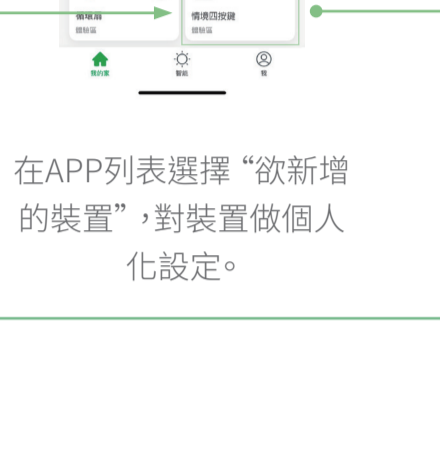 循環扇
情境四按鍵
體驗區
體驗區
我的家
智能
我
在APP列表選擇“欲新增
的裝置”,對裝置做個人
化設定。